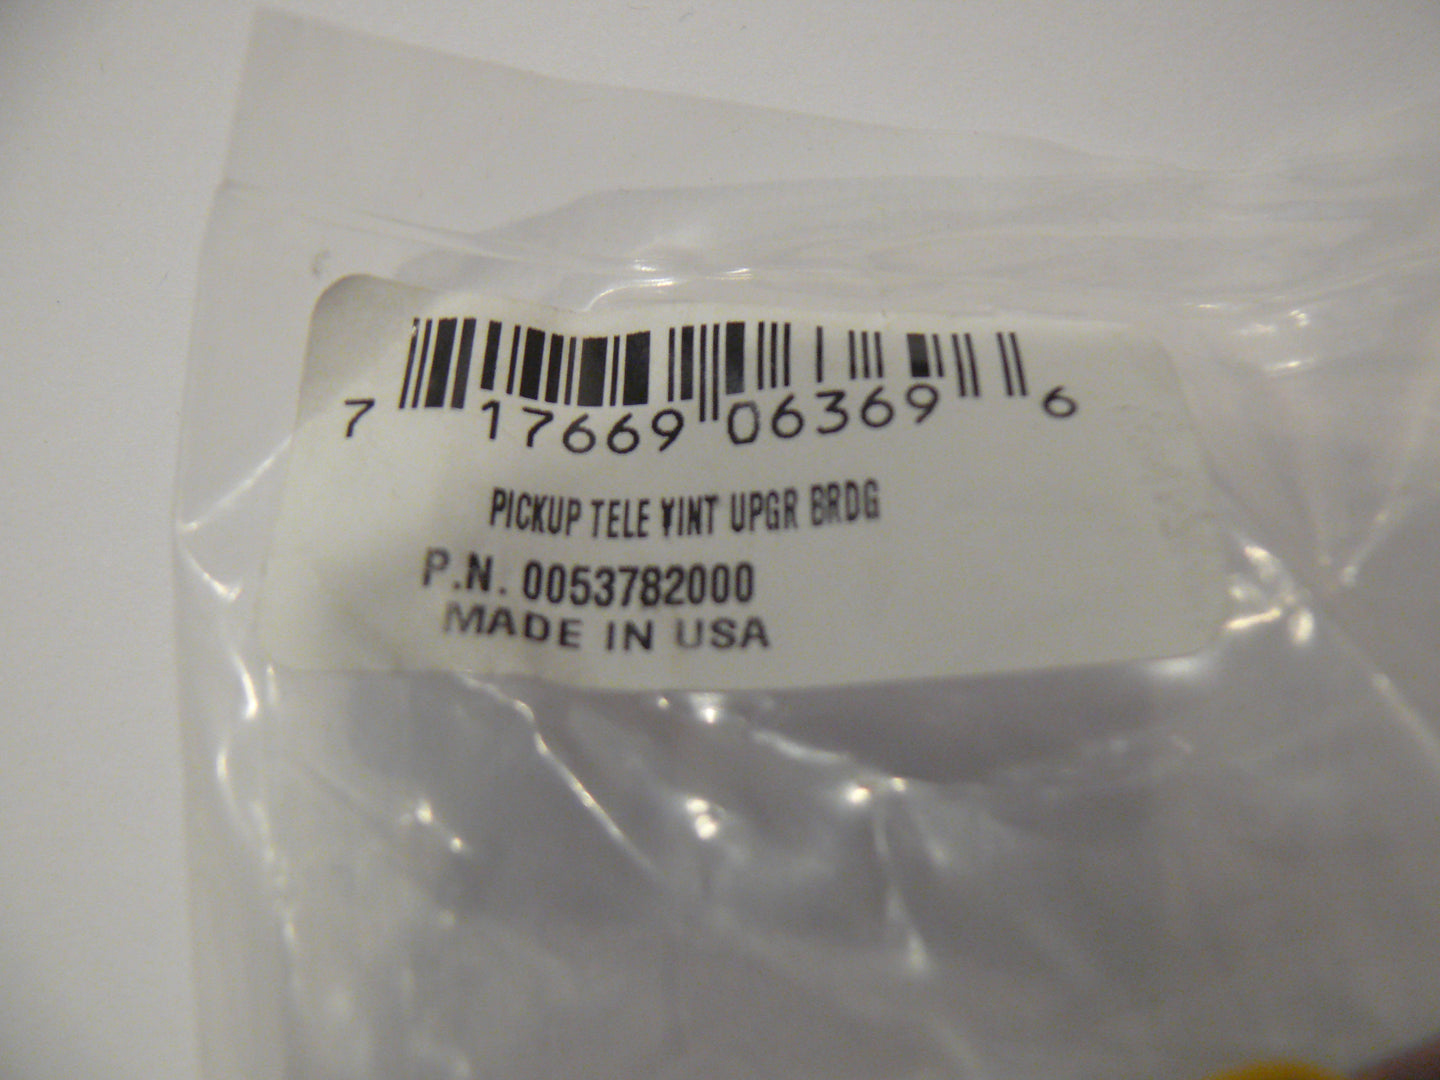 7 17669 06369 6
PICKUP TELE VINT UPGR BRDG
P.N. 0053782000
MADE IN USA